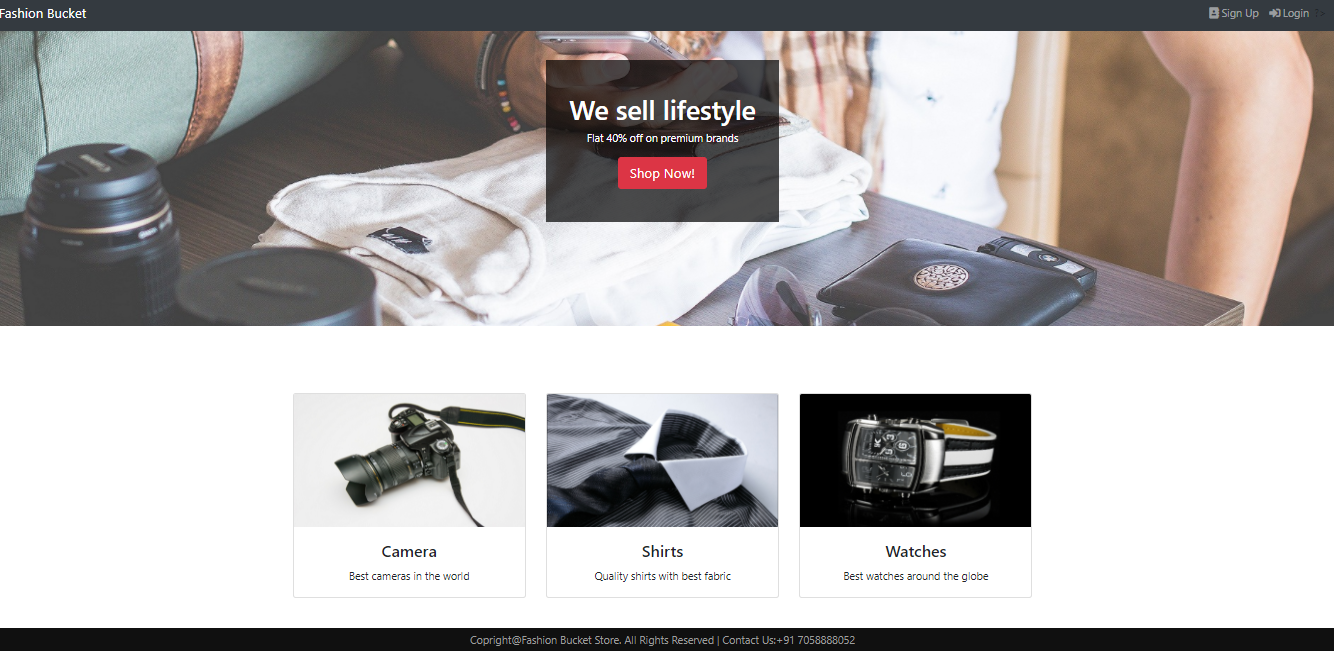 Fashion Bucket
Sign Up Login
We sell lifestyle
Flat 40% off on premium brands
Shop Now!
Camera
Best cameras in the world
Shirts
Quality shirts with best fabric
Watches
Best watches around the globe
Copright@Fashion Bucket Store. All Rights Reserved | Contact Us:+91 7058888052